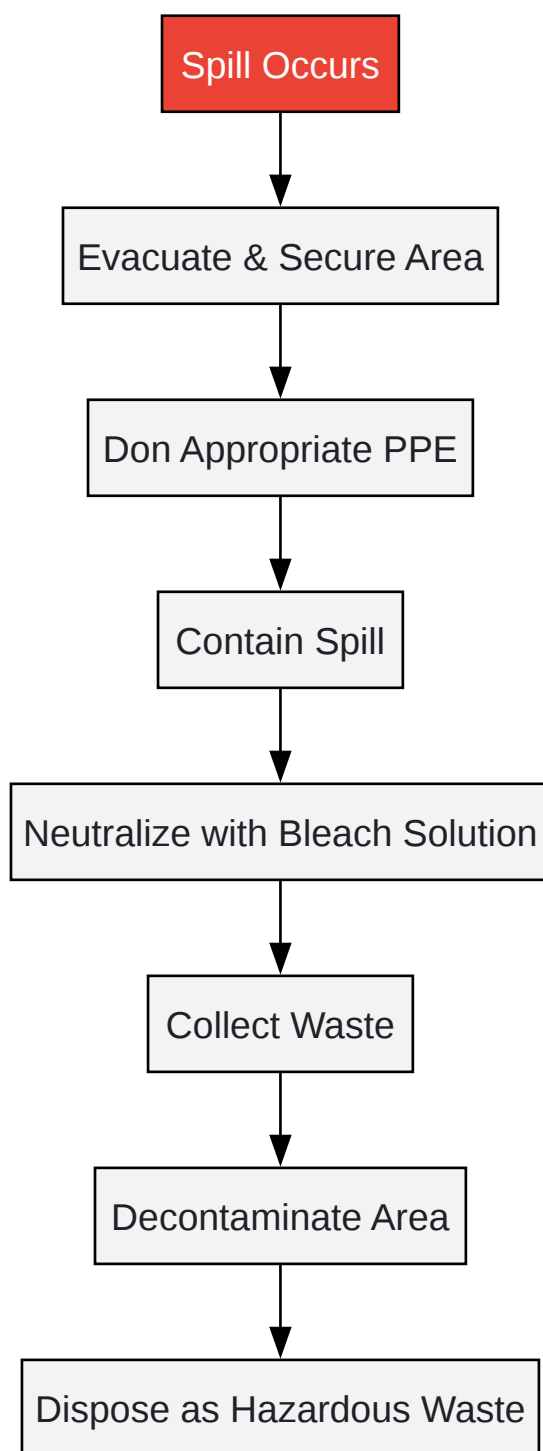 Spill Occurs
Evacuate & Secure Area
Don Appropriate PPE
Contain Spill
Neutralize with Bleach Solution
Collect Waste
Decontaminate Area
Dispose as Hazardous Waste